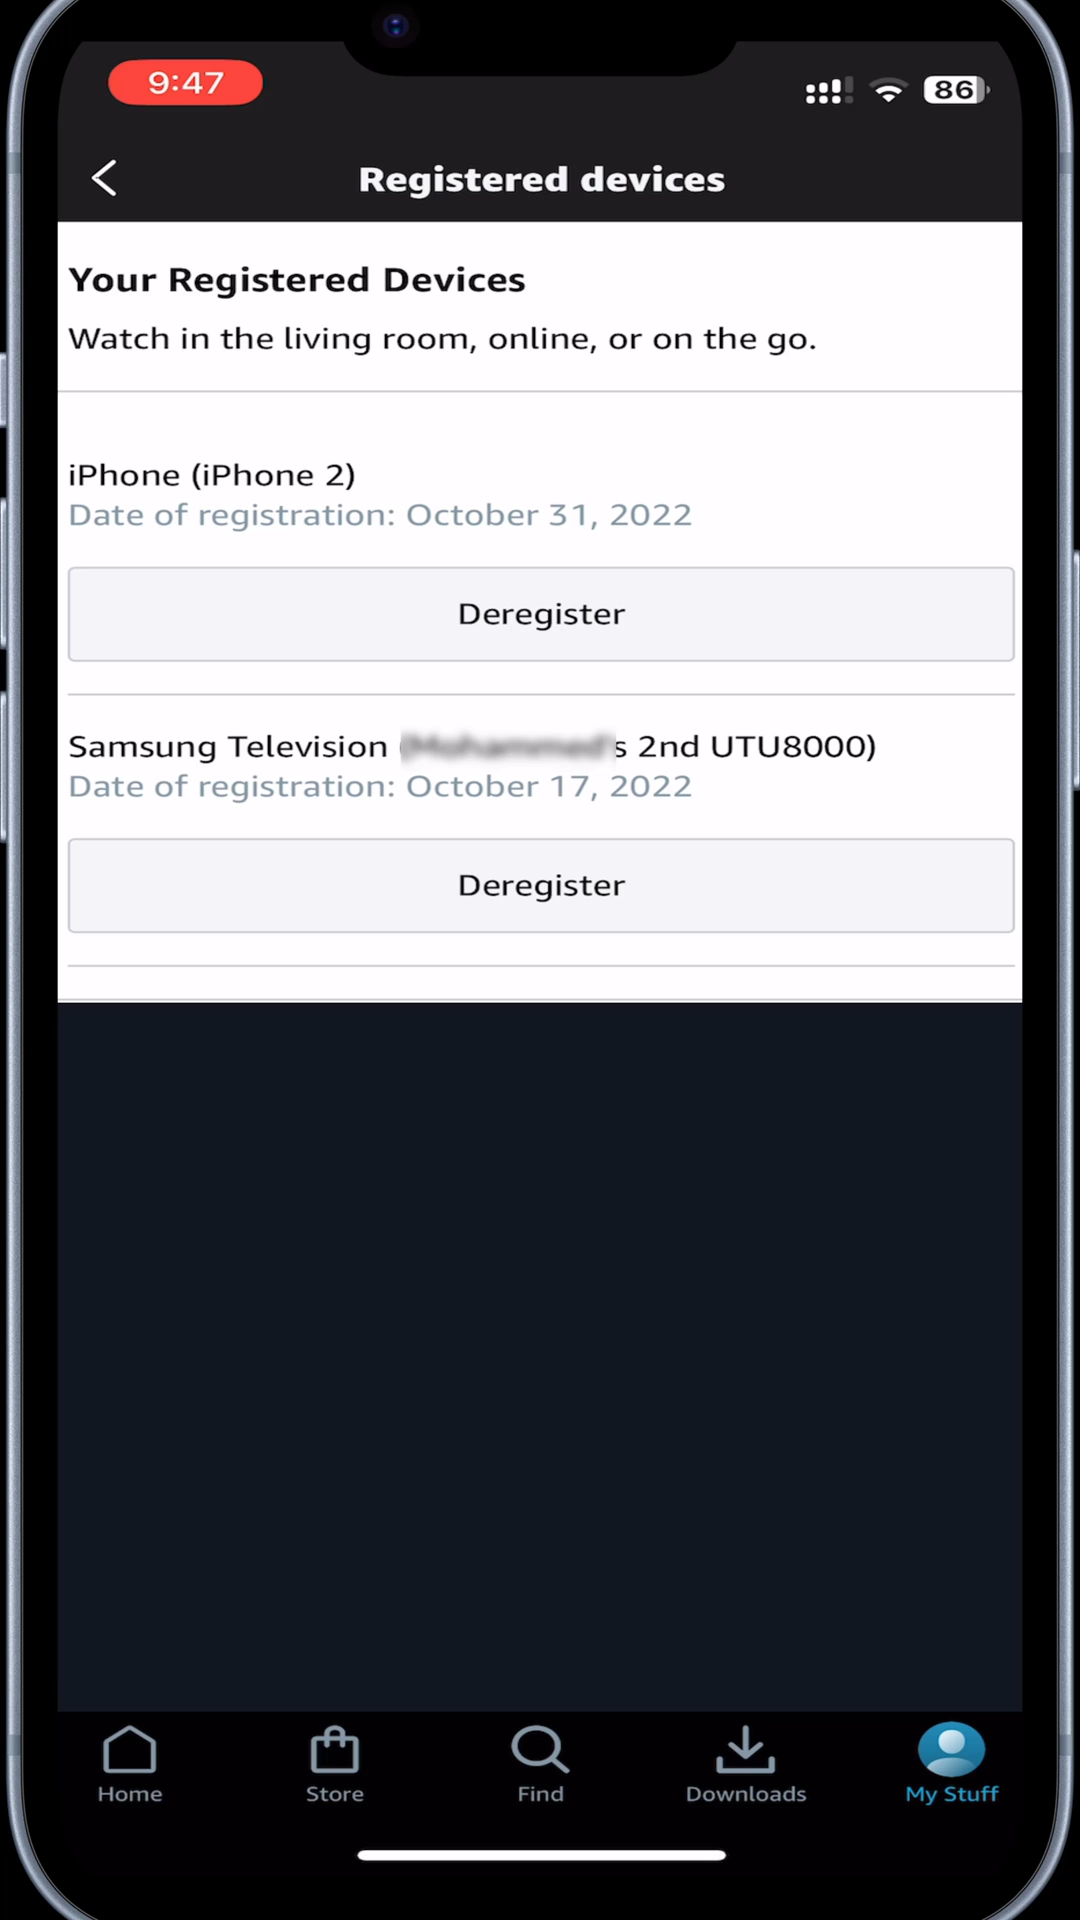 9:47
86
Registered devices
Your Registered Devices
Watch in the living room, online, or on the go.
iPhone (iPhone 2)
Date of registration: October 31, 2022
Deregister
Samsung Television s 2nd UTU8000)
Date of registration: October 17, 2022
Deregister
Home
Store
Find
Downloads
My Stuff